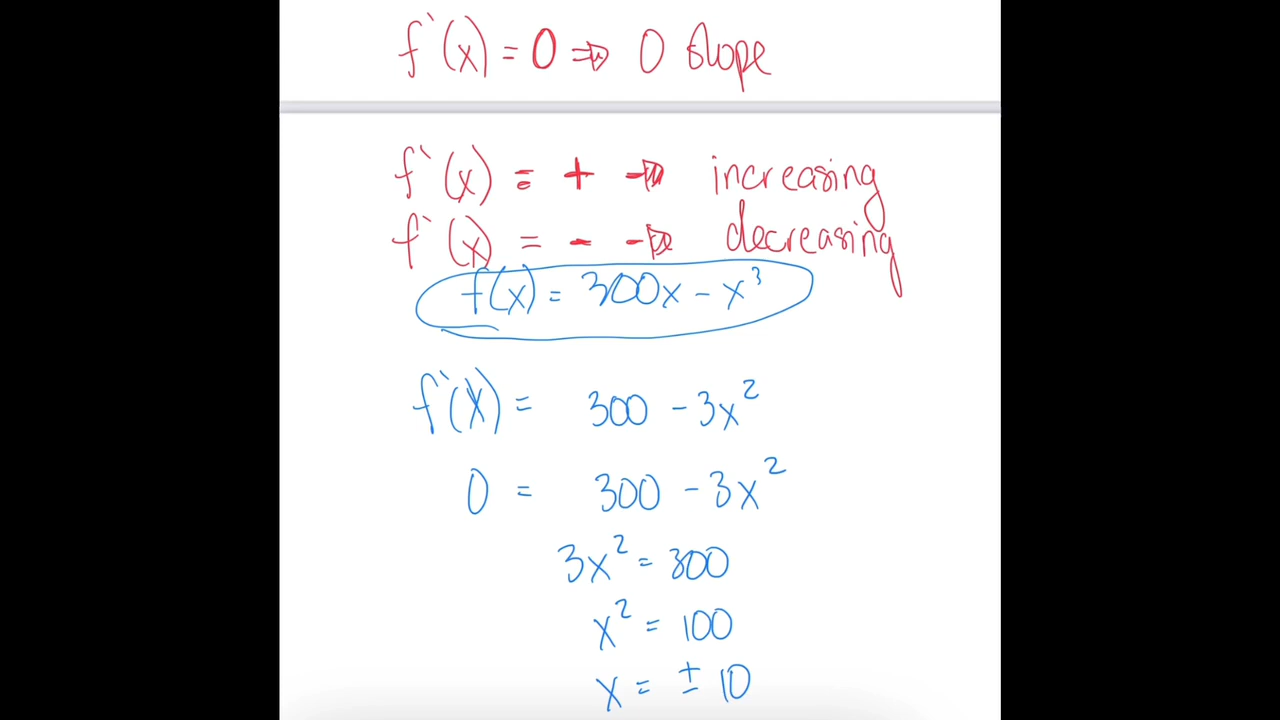 f`(x) = 0 ⇒ 0 slope
f`(x) = + → increasing
f`(x) = - → decreasing
f(x) = 300x - x³
f`(x) = 300 - 3x²
0 = 300 - 3x²
3x² = 300
x² = 100
x = ± 10